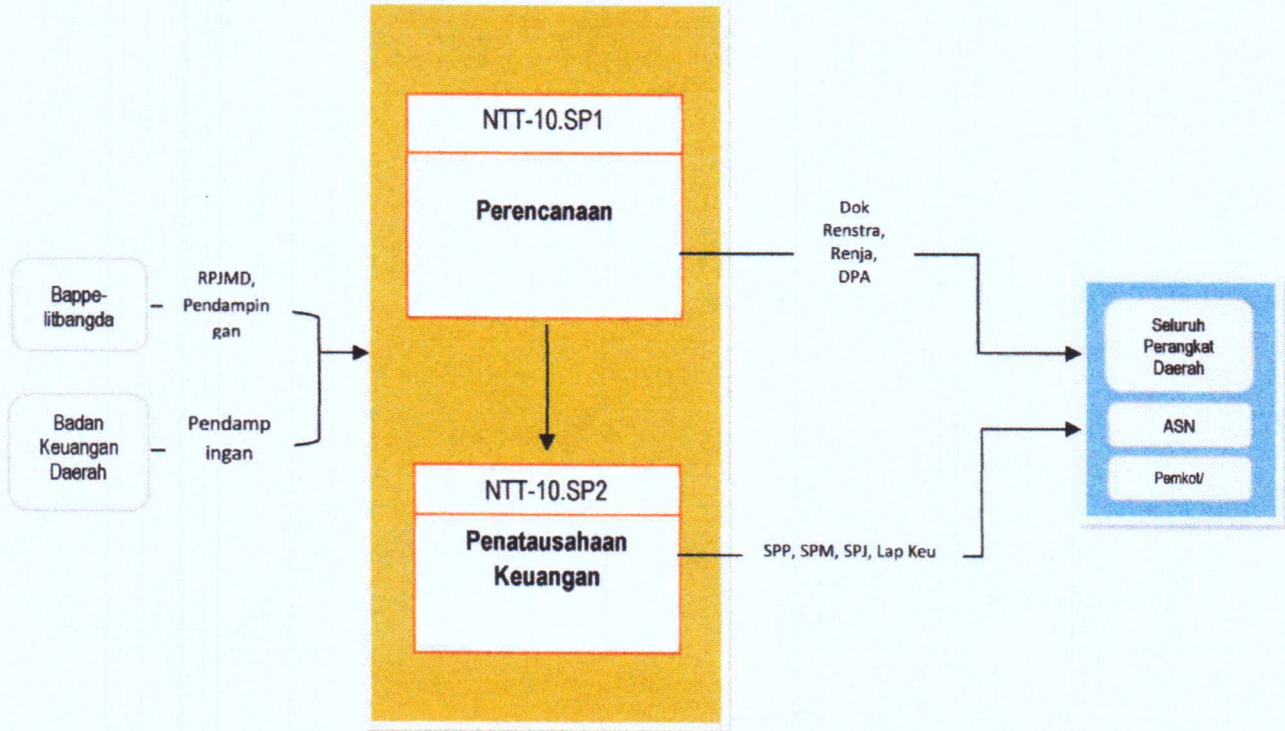 NTT-10.SP1
Perencanaan
Dok
Renstra,
Renja,
DPA
Bappe-
litbangda
RPJMD,
Pendampin
gan
Badan
Keuangan
Daerah
Pendamp
ingan
NTT-10.SP2
Penatausahaan
Keuangan
SPP, SPM, SPJ, Lap Keu
Seluruh
Perangkat
Daerah
ASN
Pemkot/